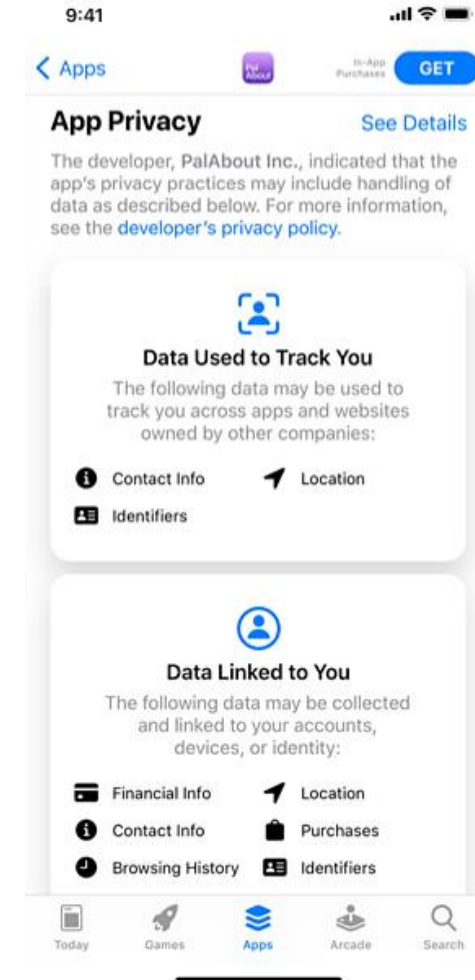 9:41
Apps
Pal
About
In-App
Purchases
GET
App Privacy
See Details
The developer, PalAbout Inc., indicated that the
app's privacy practices may include handling of
data as described below. For more information,
see the developer's privacy policy.
Data Used to Track You
The following data may be used to
track you across apps and websites
owned by other companies:
Contact Info
Location
Identifiers
Data Linked to You
The following data may be collected
and linked to your accounts,
devices, or identity:
Financial Info
Location
Contact Info
Purchases
Browsing History
Identifiers
Today
Games
Apps
Arcade
Search